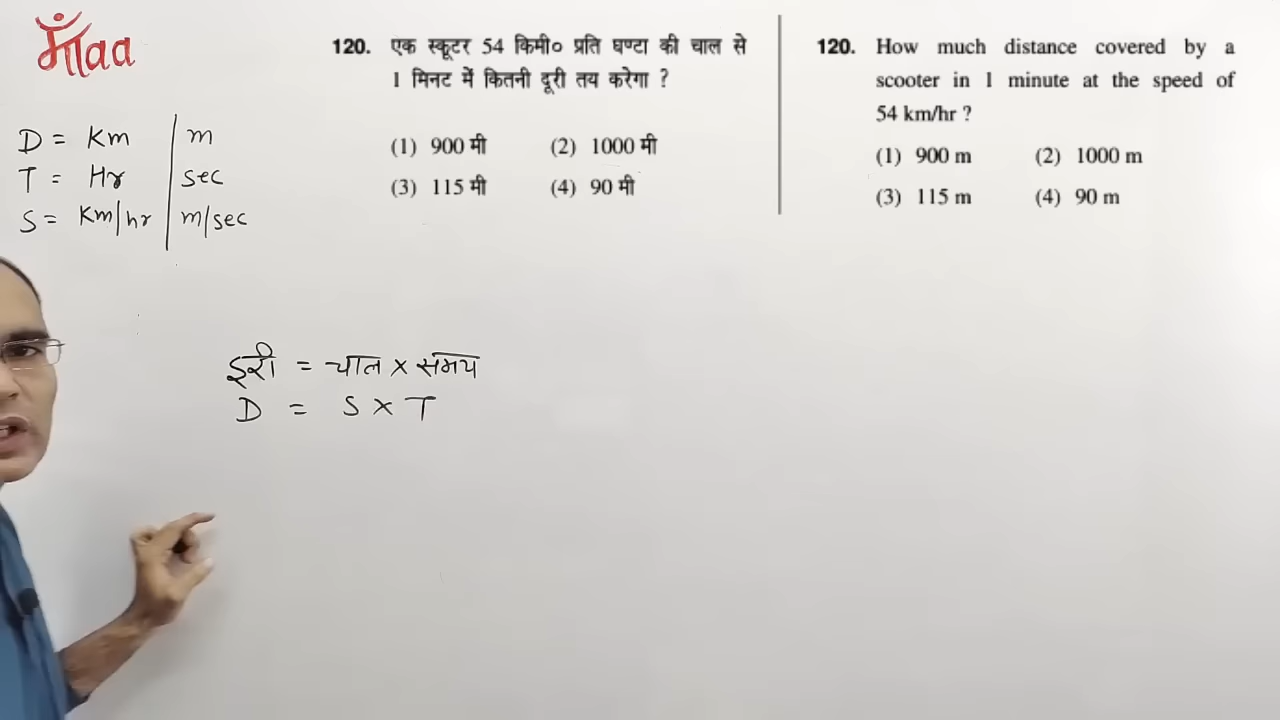 माँaa
D = Km | m
T = Hr | sec
S = Km/hr | m/sec
120. एक स्कूटर 54 किमी० प्रति घण्टा की चाल से
1 मिनट में कितनी दूरी तय करेगा ?
(1) 900 मी (2) 1000 मी
(3) 115 मी (4) 90 मी
120. How much distance covered by a
scooter in 1 minute at the speed of
54 km/hr ?
(1) 900 m (2) 1000 m
(3) 115 m (4) 90 m
दूरी = चाल × समय
D = S × T